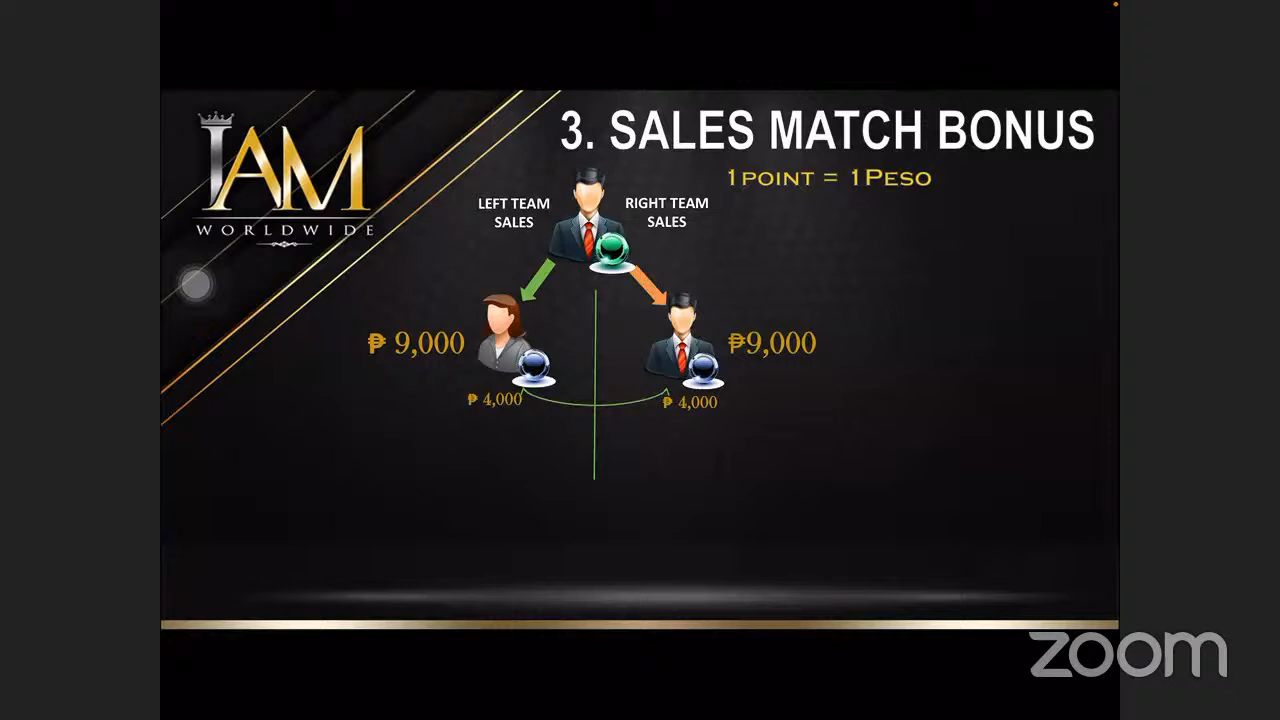 IAM
WORLDWIDE
3. SALES MATCH BONUS
1POINT = 1PESO
LEFT TEAM
SALES
RIGHT TEAM
SALES
₱ 9,000
₱9,000
₱ 4,000
₱ 4,000
zoom